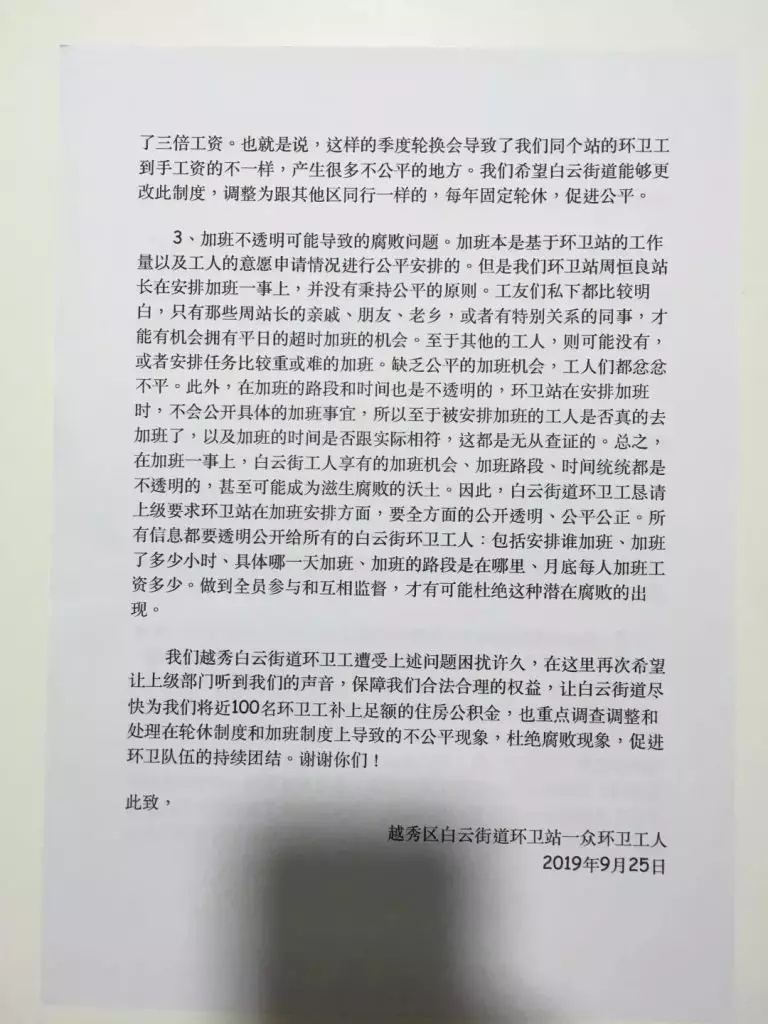 了三倍工资。也就是说，这样的季度轮换会导致了我们同个站的环卫工
到手工资的不一样，产生很多不公平的地方。我们希望白云街道能够更
改此制度，调整为跟其他区同行一样的，每年固定轮休，促进公平。
3、加班不透明可能导致的腐败问题。加班本是基于环卫站的工作
量以及工人的意愿申请情况进行公平安排的。但是我们环卫站周恒良站
长在安排加班一事上，并没有秉持公平的原则。工友们私下都比较明
白，只有那些周站长的亲戚、朋友、老乡，或者有特别关系的同事，才
能有机会拥有平日的超时加班的机会。至于其他的工人，则可能没有，
或者安排任务比较重或难的加班。缺乏公平的加班机会，工人们都忿忿
不平。此外，在加班的路段和时间也是不透明的，环卫站在安排加班
时，不会公开具体的加班事宜，所以至于被安排加班的工人是否真的去
加班了，以及加班的时间是否跟实际相符，这都是无从查证的。总之，
在加班一事上，白云街工人享有的加班机会、加班路段、时间统统都是
不透明的，甚至可能成为滋生腐败的沃土。因此，白云街道环卫工恳请
上级要求环卫站在加班安排方面，要全方面的公开透明、公平公正。所
有信息都要透明公开给所有的白云街环卫工人：包括安排谁加班、加班
了多少小时、具体哪一天加班、加班的路段是在哪里、月底每人加班工
资多少。做到全员参与和互相监督，才有可能杜绝这种潜在腐败的出
现。
我们越秀白云街道环卫工遭受上述问题困扰许久，在这里再次希望
让上级部门听到我们的声音，保障我们合法合理的权益，让白云街道尽
快为我们将近100名环卫工补上足额的住房公积金，也重点调查调整和
处理在轮休制度和加班制度上导致的不公平现象，杜绝腐败现象，促进
环卫队伍的持续团结。谢谢你们！
此致，
越秀区白云街道环卫站一众环卫工人
2019年9月25日